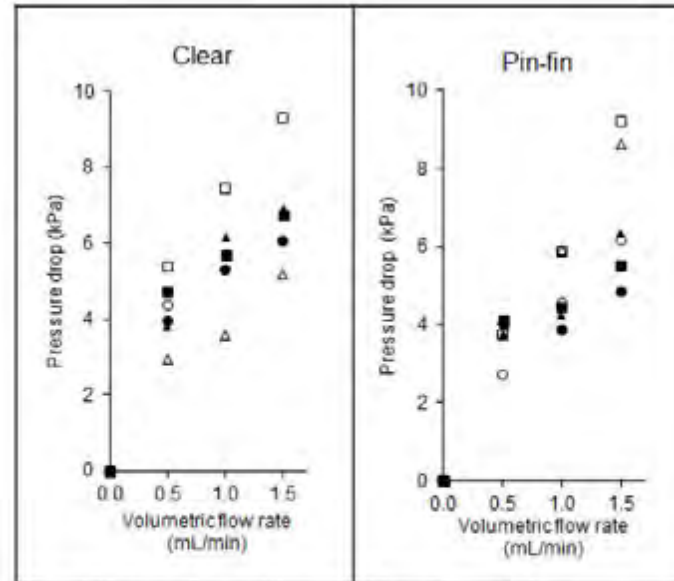 Clear
10
8
6
4
2
0
Pressure drop (kPa)
0.0 0.5 1.0 1.5
Volumetric flow rate
(mL/min)
Pin-fin
10
8
6
4
2
0
Pressure drop (kPa)
0.0 0.5 1.0 1.5
Volumetric flow rate
(mL/min)